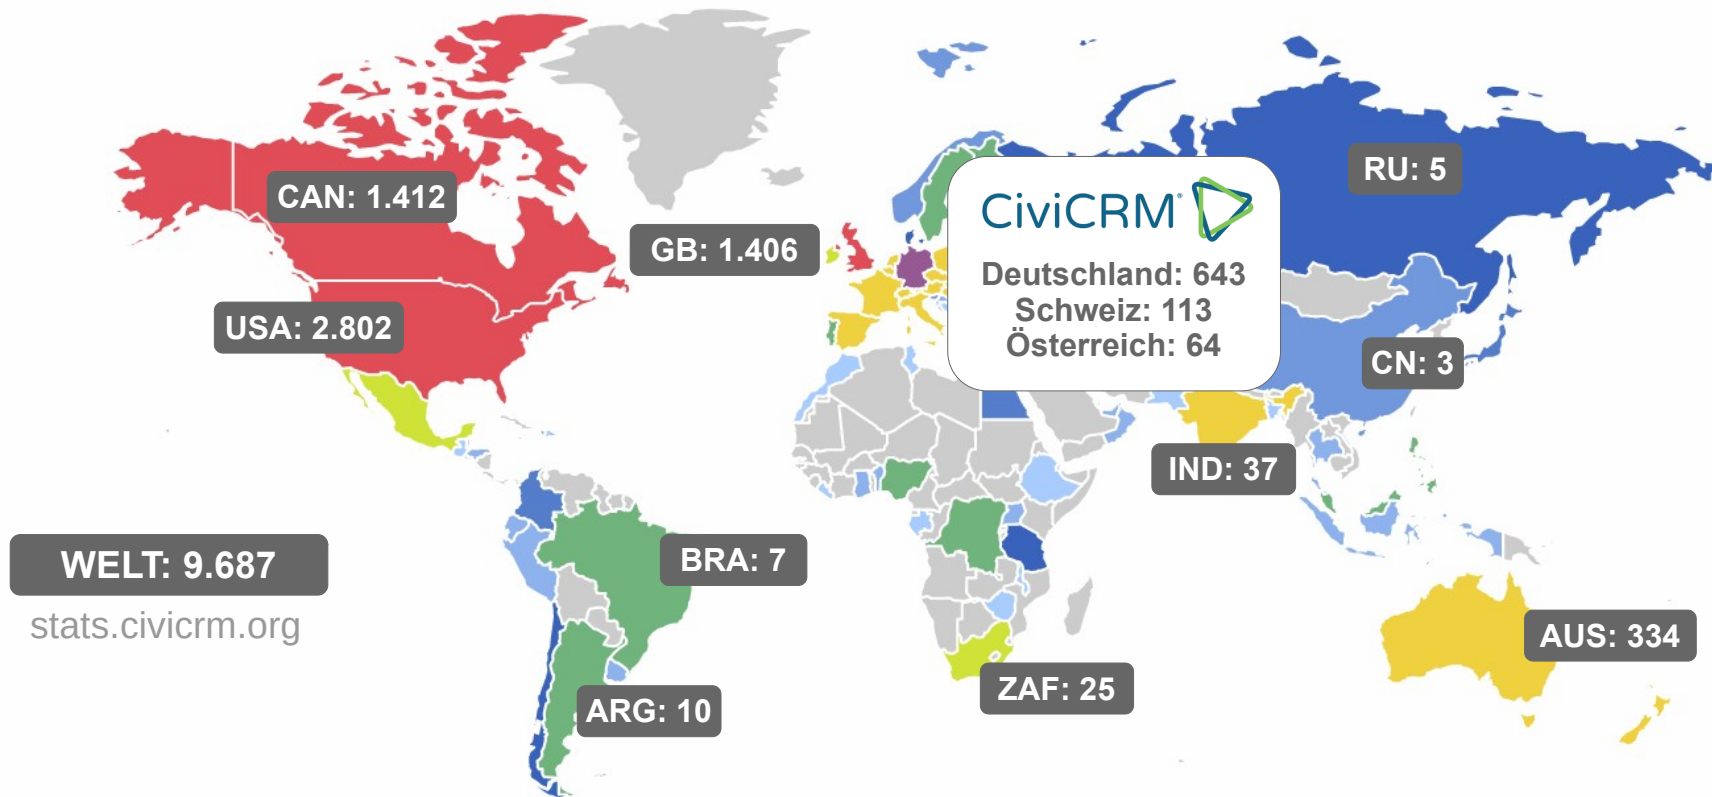 CAN: 1.412
RU: 5
CiviCRM
GB: 1.406
Deutschland: 643
Schweiz: 113
Österreich: 64
USA: 2.802
CN: 3
IND: 37
WELT: 9.687
BRA: 7
stats.civicrm.org
AUS: 334
ZAF: 25
ARG: 10